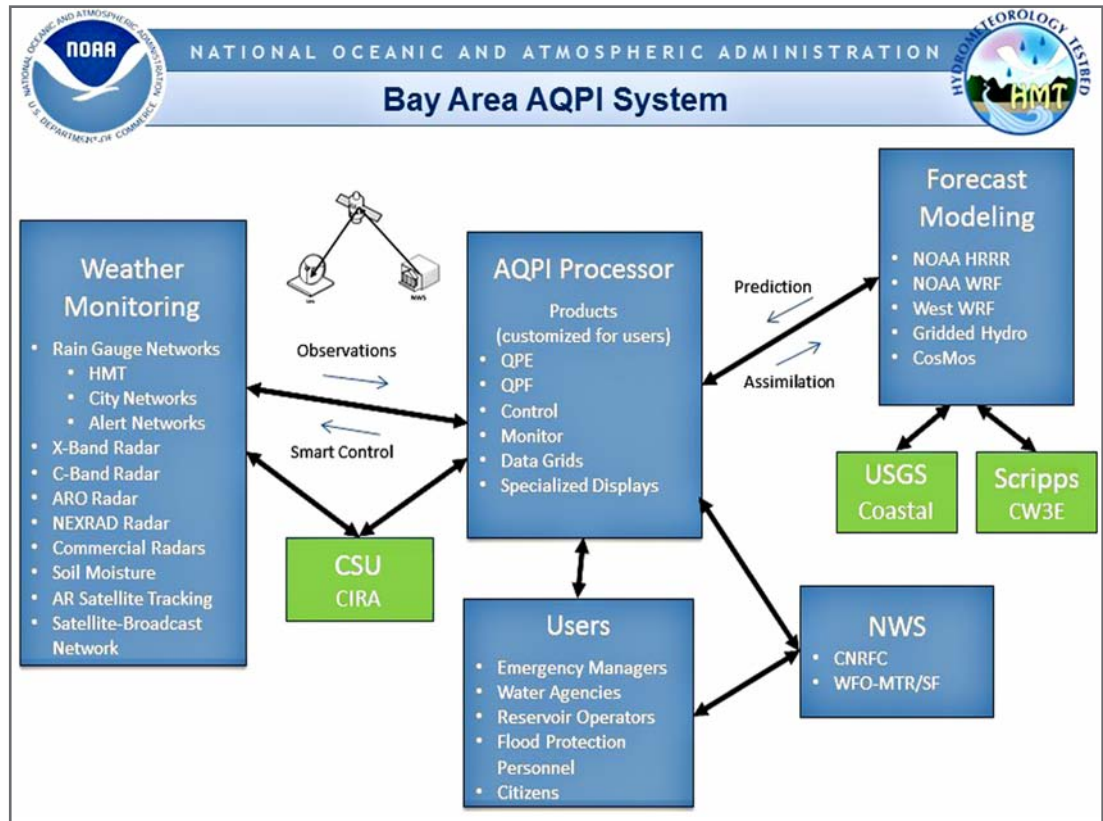 NATIONAL OCEANIC AND ATMOSPHERIC ADMINISTRATION
U.S. DEPARTMENT OF COMMERCE
NOAA
NATIONAL OCEANIC AND ATMOSPHERIC ADMINISTRATION
Bay Area AQPI System
HYDROMETEOROLOGY TESTBED
HMT
Weather
Monitoring
• Rain Gauge Networks
• HMT
• City Networks
• Alert Networks
• X-Band Radar
• C-Band Radar
• ARO Radar
• NEXRAD Radar
• Commercial Radars
• Soil Moisture
• AR Satellite Tracking
• Satellite-Broadcast
Network
NWS
Observations
Smart Control
CSU
CIRA
AQPI Processor
Products
(customized for users)
• QPE
• QPF
• Control
• Monitor
• Data Grids
• Specialized Displays
Prediction
Assimilation
Forecast
Modeling
• NOAA HRRR
• NOAA WRF
• West WRF
• Gridded Hydro
• CosMos
USGS
Coastal
Scripps
CW3E
Users
• Emergency Managers
• Water Agencies
• Reservoir Operators
• Flood Protection
Personnel
• Citizens
NWS
• CNRFC
• WFO-MTR/SF